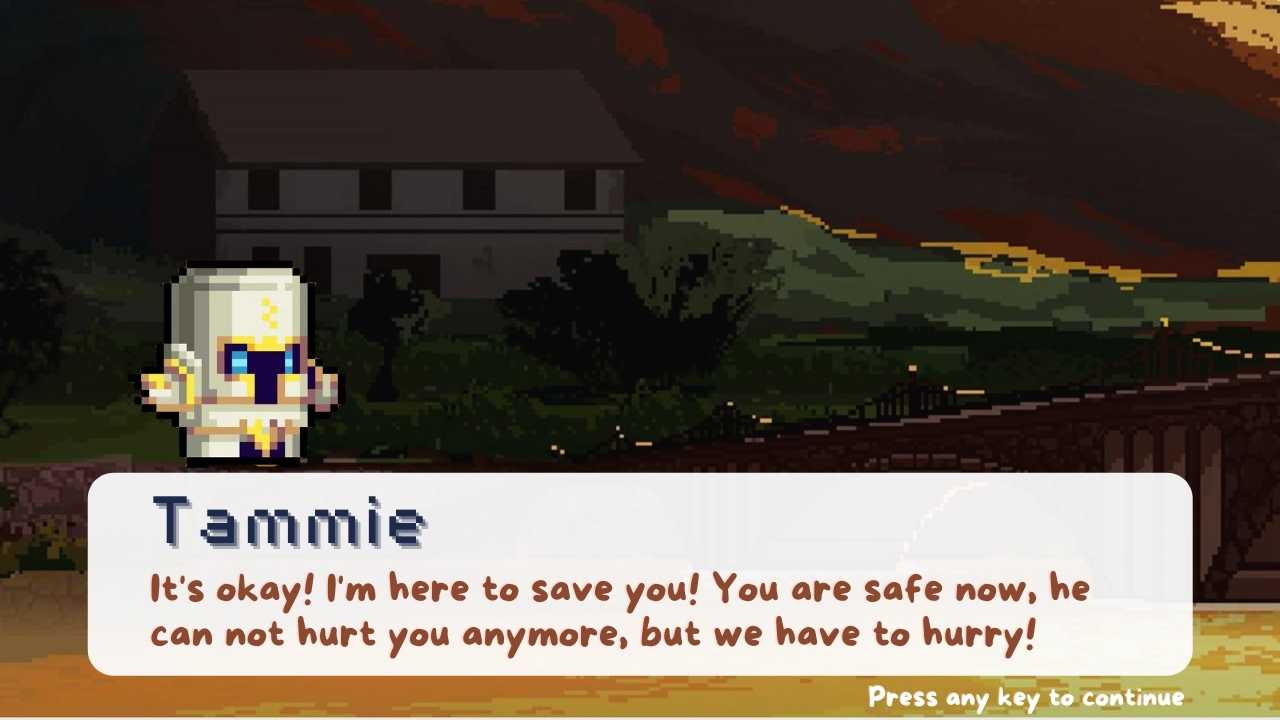 Tammie
It's okay! I'm here to save you! You are safe now, he
can not hurt you anymore, but we have to hurry!
Press any key to continue